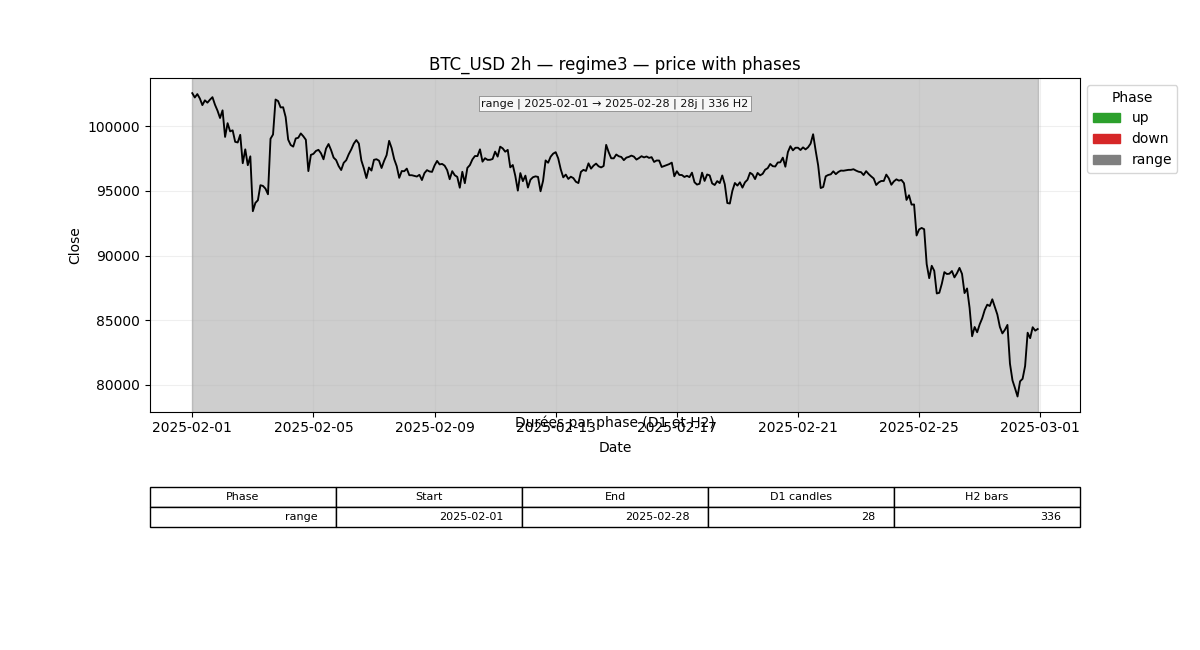 BTC_USD 2h — regime3 — price with phases
range | 2025-02-01 → 2025-02-28 | 28j | 336 H2
Phase
up
down
range
Close
100000
95000
90000
85000
80000
Durées par phase (D1 et H2)
2025-02-01 2025-02-05 2025-02-09 2025-02-13 2025-02-17 2025-02-21 2025-02-25 2025-03-01
Date
Phase Start End D1 candles H2 bars
range 2025-02-01 2025-02-28 28 336